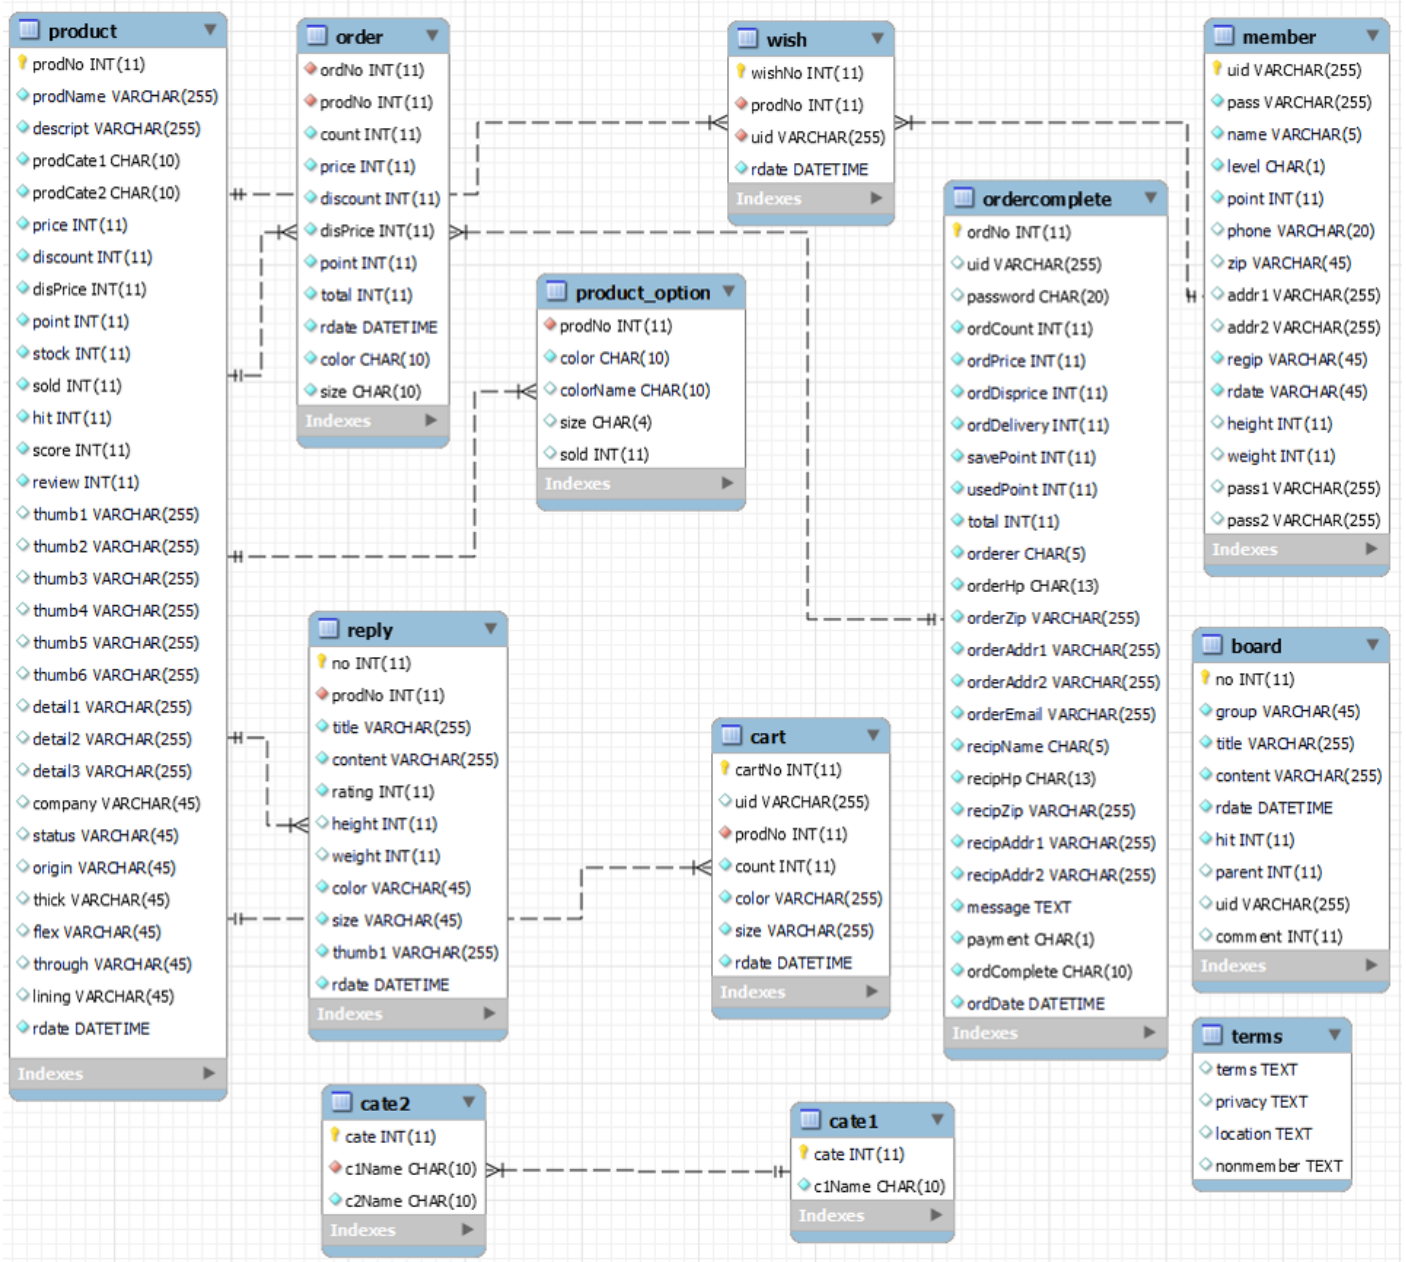 product
prodNo INT(11)
prodName VARCHAR(255)
descript VARCHAR(255)
prodCate1 CHAR(10)
prodCate2 CHAR(10)
price INT(11)
discount INT(11)
disPrice INT(11)
point INT(11)
stock INT(11)
sold INT(11)
hit INT(11)
score INT(11)
review INT(11)
thumb1 VARCHAR(255)
thumb2 VARCHAR(255)
thumb3 VARCHAR(255)
thumb4 VARCHAR(255)
thumb5 VARCHAR(255)
thumb6 VARCHAR(255)
detail1 VARCHAR(255)
detail2 VARCHAR(255)
detail3 VARCHAR(255)
company VARCHAR(45)
status VARCHAR(45)
origin VARCHAR(45)
thick VARCHAR(45)
flex VARCHAR(45)
through VARCHAR(45)
lining VARCHAR(45)
rdate DATETIME
Indexes
order
ordNo INT(11)
prodNo INT(11)
count INT(11)
price INT(11)
discount INT(11)
disPrice INT(11)
point INT(11)
total INT(11)
rdate DATETIME
color CHAR(10)
size CHAR(10)
Indexes
wish
wishNo INT(11)
prodNo INT(11)
uid VARCHAR(255)
rdate DATETIME
Indexes
member
uid VARCHAR(255)
pass VARCHAR(255)
name VARCHAR(5)
level CHAR(1)
point INT(11)
phone VARCHAR(20)
zip VARCHAR(45)
addr1 VARCHAR(255)
addr2 VARCHAR(255)
regip VARCHAR(45)
rdate VARCHAR(45)
height INT(11)
weight INT(11)
pass1 VARCHAR(255)
pass2 VARCHAR(255)
Indexes
product_option
prodNo INT(11)
color CHAR(10)
colorName CHAR(10)
size CHAR(4)
sold INT(11)
Indexes
ordercomplete
ordNo INT(11)
uid VARCHAR(255)
password CHAR(20)
ordCount INT(11)
ordPrice INT(11)
ordDisprice INT(11)
ordDelivery INT(11)
savePoint INT(11)
usedPoint INT(11)
total INT(11)
orderer CHAR(5)
orderHp CHAR(13)
orderZip VARCHAR(255)
orderAddr1 VARCHAR(255)
orderAddr2 VARCHAR(255)
orderEmail VARCHAR(255)
recipName CHAR(5)
recipHp CHAR(13)
recipZip VARCHAR(255)
recipAddr1 VARCHAR(255)
recipAddr2 VARCHAR(255)
message TEXT
payment CHAR(1)
ordComplete CHAR(10)
ordDate DATETIME
Indexes
reply
no INT(11)
prodNo INT(11)
title VARCHAR(255)
content VARCHAR(255)
rating INT(11)
height INT(11)
weight INT(11)
color VARCHAR(45)
size VARCHAR(45)
thumb1 VARCHAR(255)
rdate DATETIME
Indexes
cart
cartNo INT(11)
uid VARCHAR(255)
prodNo INT(11)
count INT(11)
color VARCHAR(255)
size VARCHAR(255)
rdate DATETIME
Indexes
board
no INT(11)
group VARCHAR(45)
title VARCHAR(255)
content VARCHAR(255)
rdate DATETIME
hit INT(11)
parent INT(11)
uid VARCHAR(255)
comment INT(11)
Indexes
terms
terms TEXT
privacy TEXT
location TEXT
nonmember TEXT
cate2
cate INT(11)
c1Name CHAR(10)
c2Name CHAR(10)
Indexes
cate1
cate INT(11)
c1Name CHAR(10)
Indexes